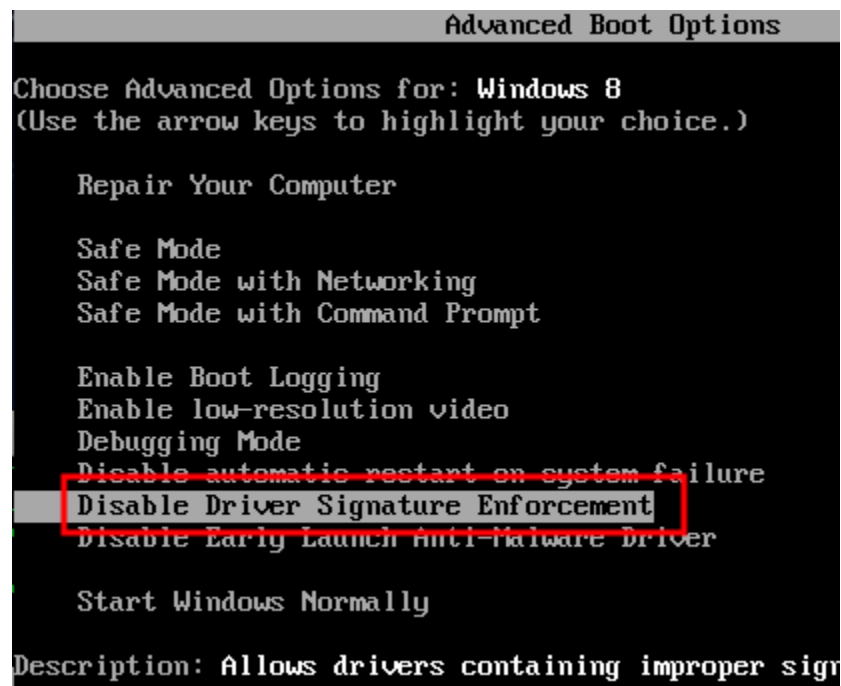 Advanced Boot Options
Choose Advanced Options for: Windows 8
(Use the arrow keys to highlight your choice.)
Repair Your Computer
Safe Mode
Safe Mode with Networking
Safe Mode with Command Prompt
Enable Boot Logging
Enable low-resolution video
Debugging Mode
Disable automatic restart on system failure
Disable Driver Signature Enforcement
Disable Early Launch Anti-Malware Driver
Start Windows Normally
Description: Allows drivers containing improper